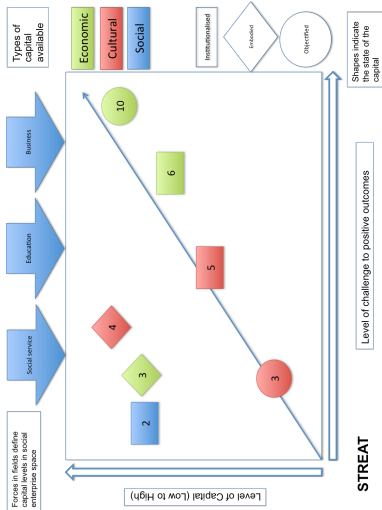 Types of
capital
available
Economic
Cultural
Social
Institutionalised
Embodied
Objectified
Shapes indicate
the state of the
capital
Business
Education
Social service
10
6
5
4
3
3
2
Forces in fields define
capital levels in social
enterprise space
Level of Capital (Low to High)
Level of challenge to positive outcomes
STREAT